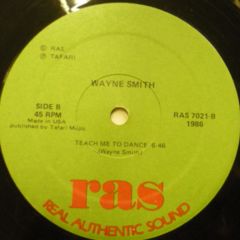 ℗ RAS
℗ TAFARI
WAYNE SMITH
SIDE B
45 RPM
Made in USA
published by Tafari Music
RAS 7021-B
1986
TEACH ME TO DANCE 6:46
(Wayne Smith)
ras
REAL AUTHENTIC SOUND